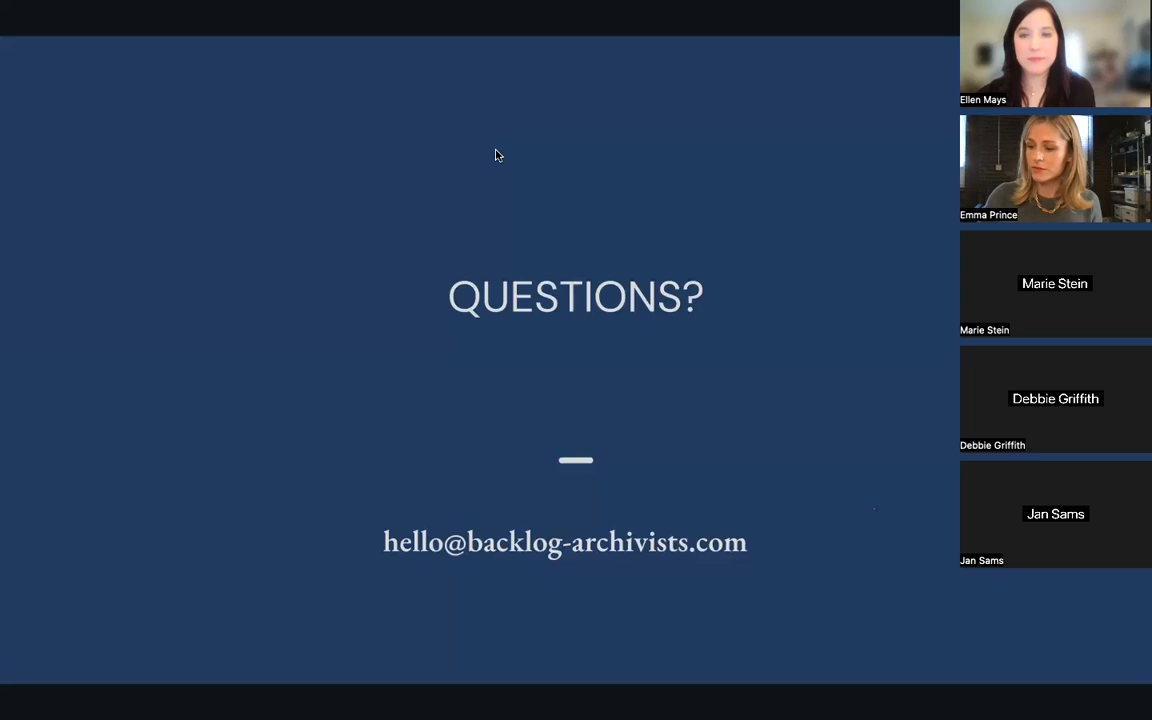 QUESTIONS?
hello@backlog-archivists.com
Ellen Mays
Emma Prince
Marie Stein
Marie Stein
Debbie Griffith
Debbie Griffith
Jan Sams
Jan Sams